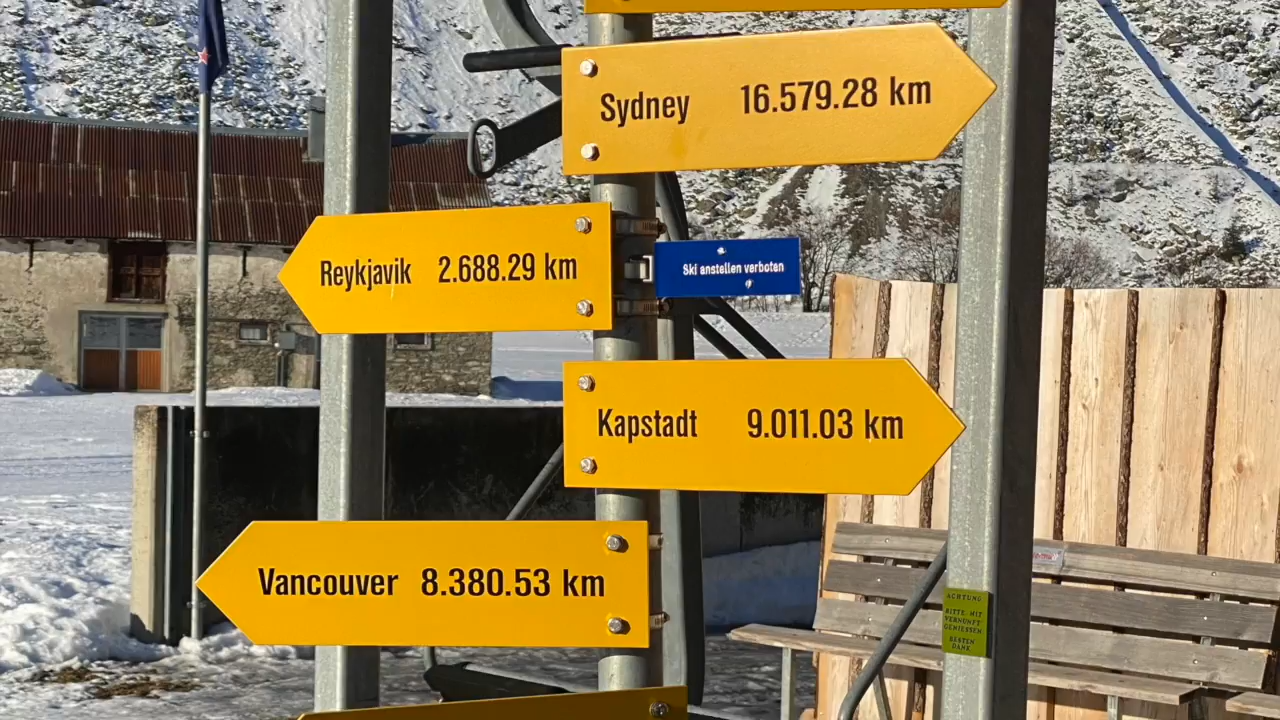 Sydney 16.579.28 km
Reykjavik 2.688.29 km
Ski anstellen verboten
Kapstadt 9.011.03 km
Vancouver 8.380.53 km
ACHTUNG
BITTE MIT
VERNUNFT
GENIESSEN
BESTEN
DANK